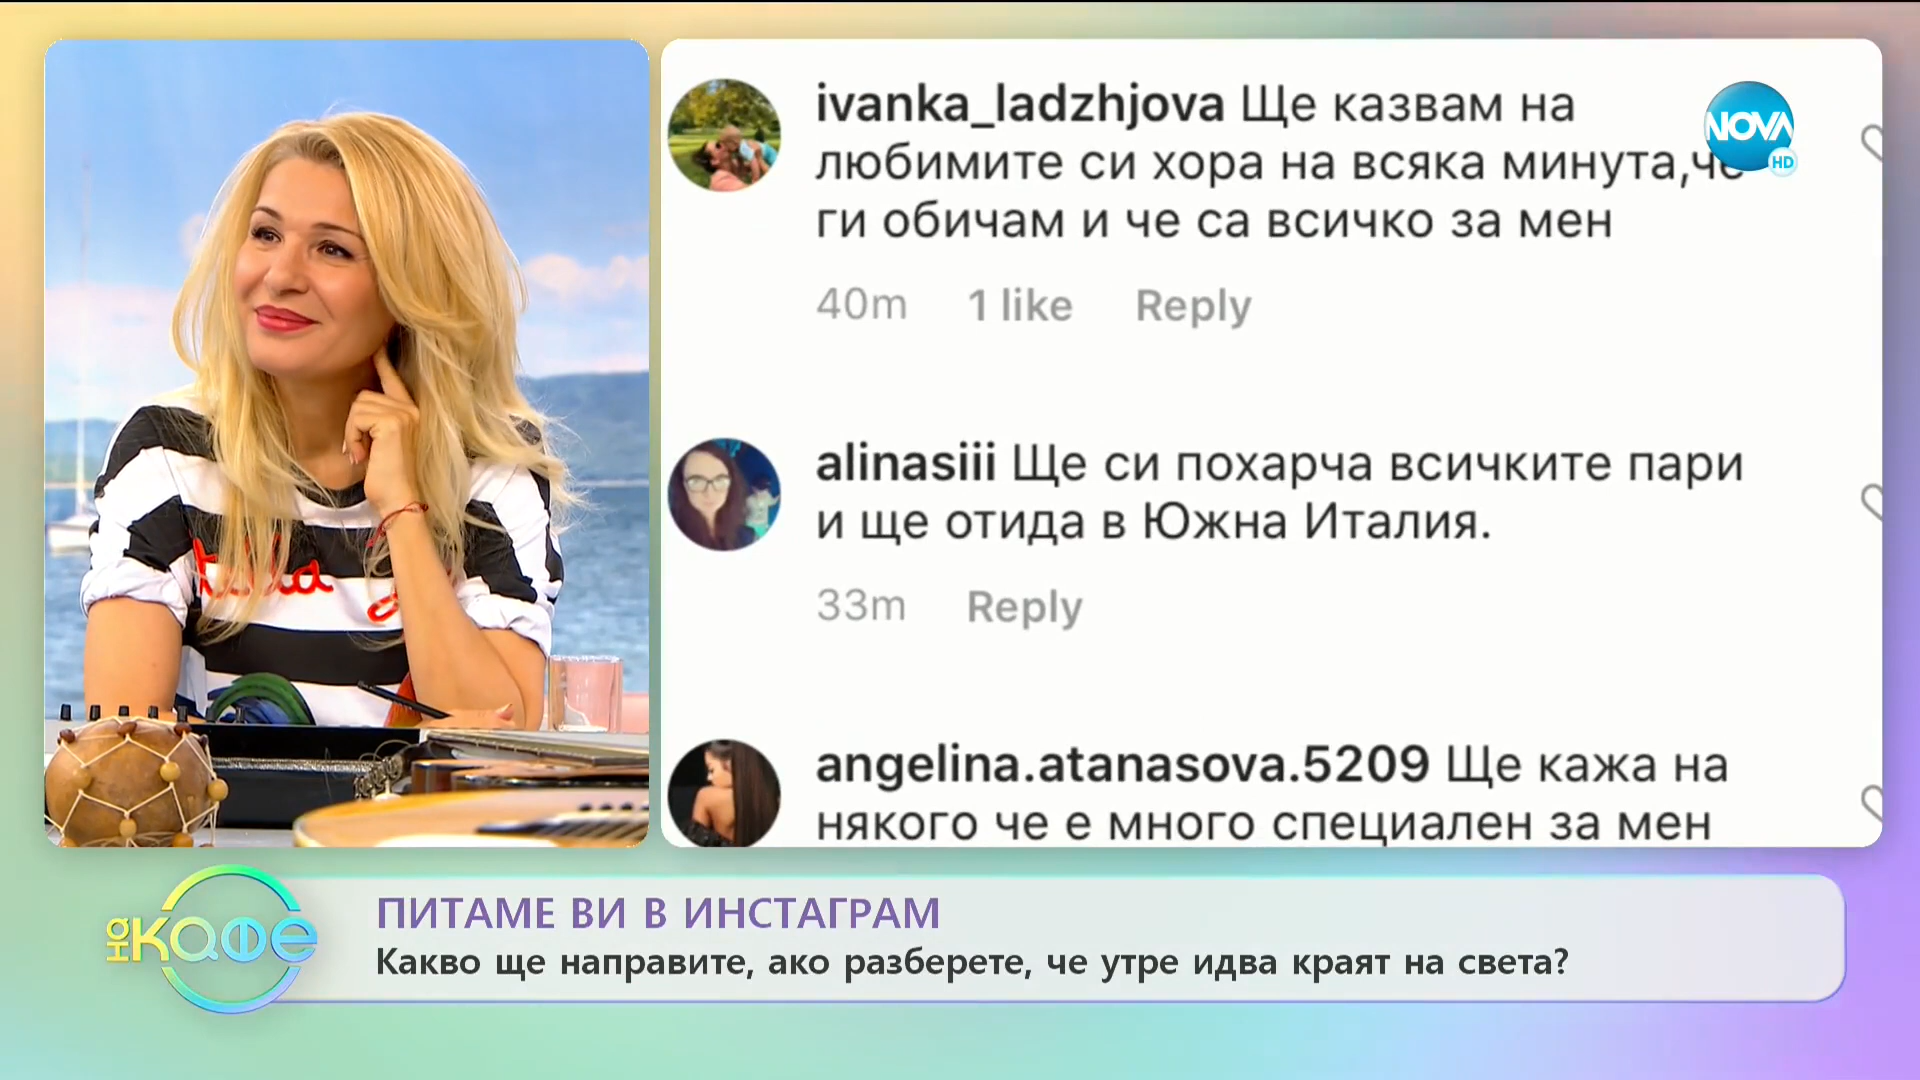 ivanka_ladzhjova Ще казвам на
любимите си хора на всяка минута,че
ги обичам и че са всичко за мен
40m 1 like Reply
NOVA HD
alinasiii Ще си похарча всичките пари
и ще отида в Южна Италия.
33m Reply
angelina.atanasova.5209 Ще кажа на
някого че е много специален за мен
на кафе
ПИТАМЕ ВИ В ИНСТАГРАМ
Какво ще направите, ако разберете, че утре идва краят на света?